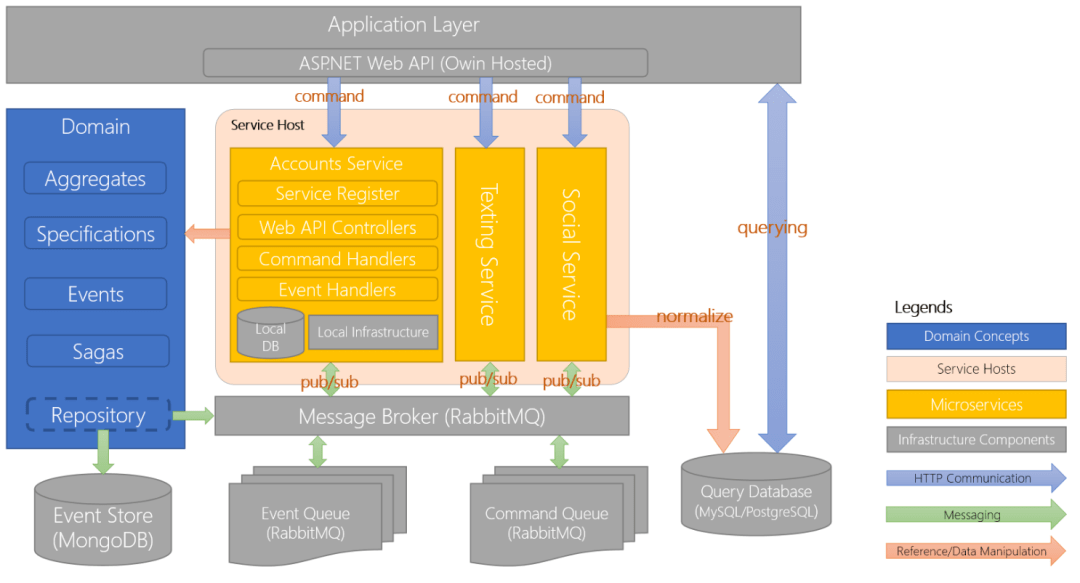 Application Layer
ASP.NET Web API (Owin Hosted)
command
command
command
Domain
Aggregates
Specifications
Events
Sagas
Repository
Service Host
Accounts Service
Service Register
Web API Controllers
Command Handlers
Event Handlers
Local
DB
Local Infrastructure
Texting Service
Social Service
querying
normalize
pub/sub
pub/sub
pub/sub
Message Broker (RabbitMQ)
Event Store
(MongoDB)
Event Queue
(RabbitMQ)
Command Queue
(RabbitMQ)
Query Database
(MySQL/PostgreSQL)
Legends
Domain Concepts
Service Hosts
Microservices
Infrastructure Components
HTTP Communication
Messaging
Reference/Data Manipulation